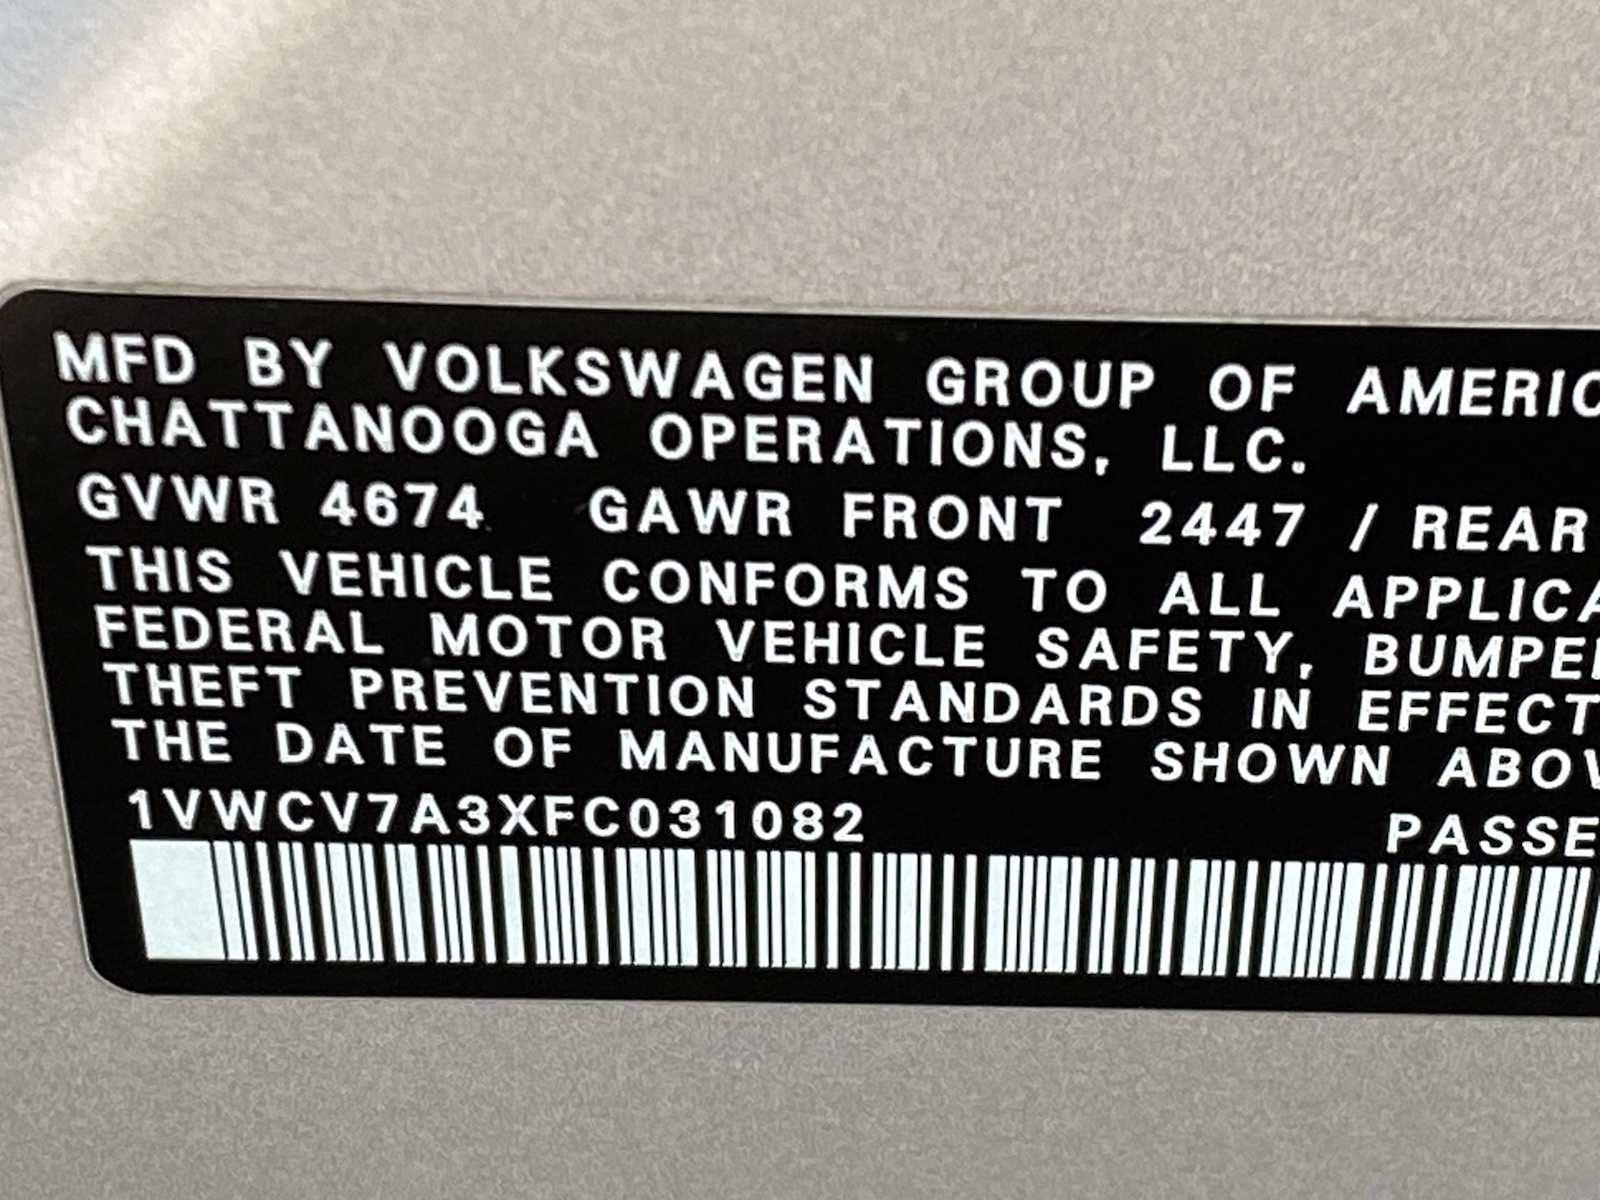 MFD BY VOLKSWAGEN GROUP OF AMERIC
CHATTANOOGA OPERATIONS, LLC.
GVWR 4674 GAWR FRONT 2447 / REAR
THIS VEHICLE CONFORMS TO ALL APPLICA
FEDERAL MOTOR VEHICLE SAFETY, BUMPER
THEFT PREVENTION STANDARDS IN EFFECT
THE DATE OF MANUFACTURE SHOWN ABOV
1VWCV7A3XFC031082 PASSE